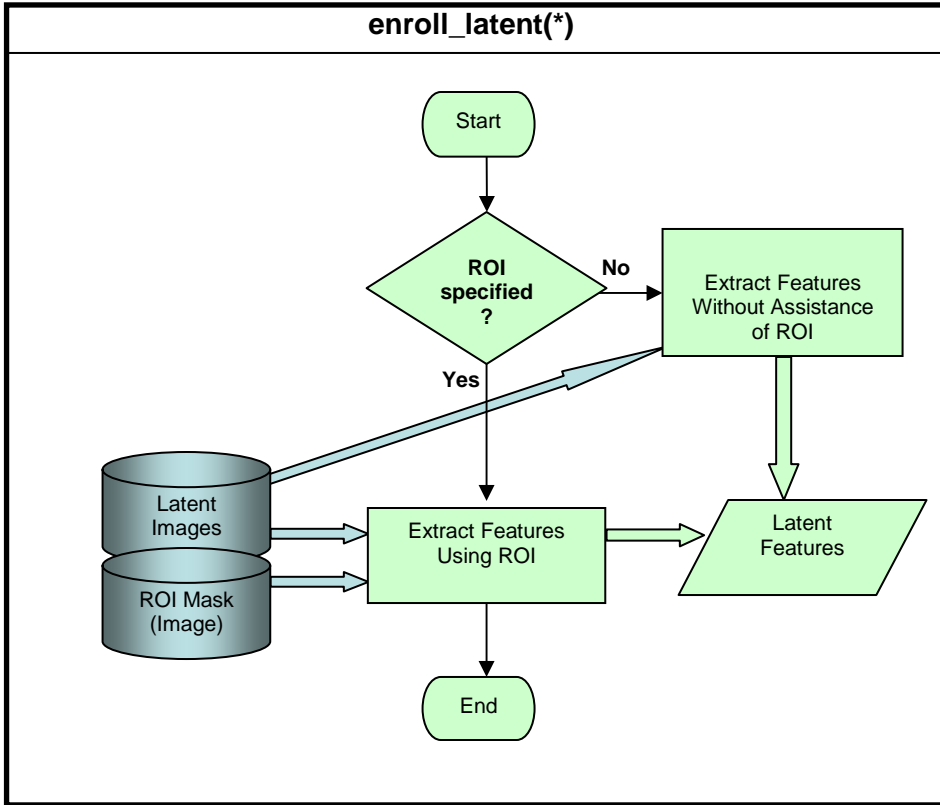 enroll_latent(*)
Start
ROI
specified
?
No
Extract Features
Without Assistance
of ROI
Yes
Latent
Images
Extract Features
Using ROI
Latent
Features
ROI Mask
(Image)
End